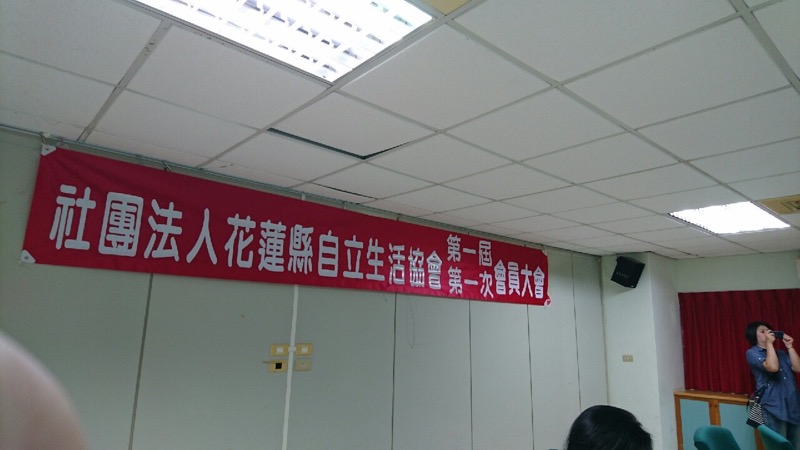 社團法人花蓮縣自立生活協會 第一屆
第一次 會員大會